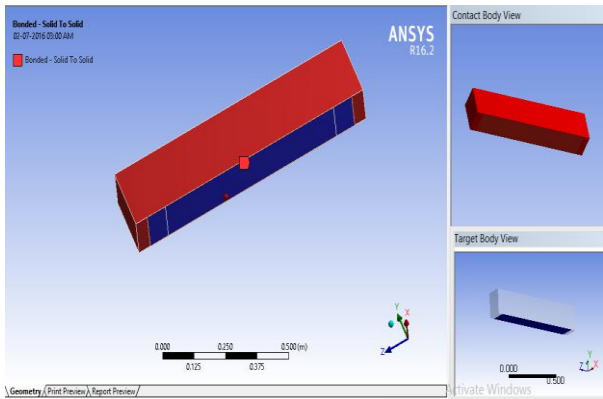 Bonded - Solid To Solid
02-07-2016 03:00 AM
Bonded - Solid To Solid
ANSYS
R16.2
Y
X
Z
0.000 0.250 0.500 (m)
0.125 0.375
Geometry Print Preview Report Preview
Contact Body View
Target Body View
0.000
0.500
Y
Z X
Activate Windows